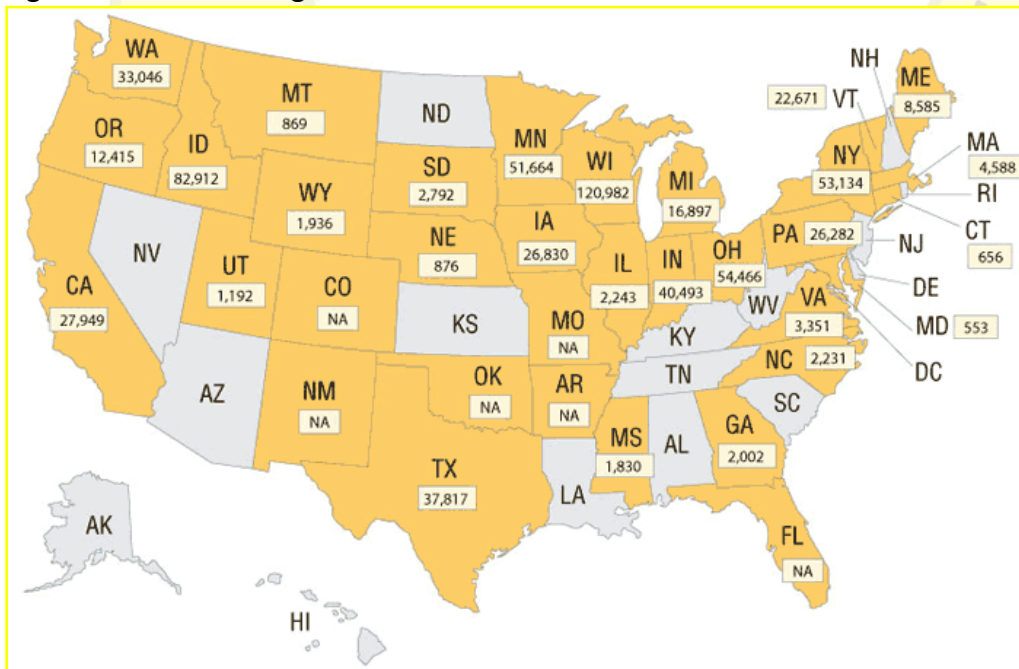 WA
33,046
MT
869
ND
OR
12,415
ID
82,912
MN
51,664
WI
120,982
MI
16,897
22,671
VT
NH
ME
8,585
NY
53,134
MA
4,588
RI
CT
656
SD
2,792
WY
1,936
IA
26,830
NE
876
NV
UT
1,192
CA
27,949
CO
NA
KS
MO
NA
IL
2,243
IN
40,493
OH
54,466
PA
26,282
NJ
DE
MD
553
DC
WV
VA
3,351
KY
NC
2,231
TN
SC
AZ
NM
NA
OK
NA
AR
NA
MS
1,830
AL
GA
2,002
TX
37,817
LA
FL
NA
AK
HI